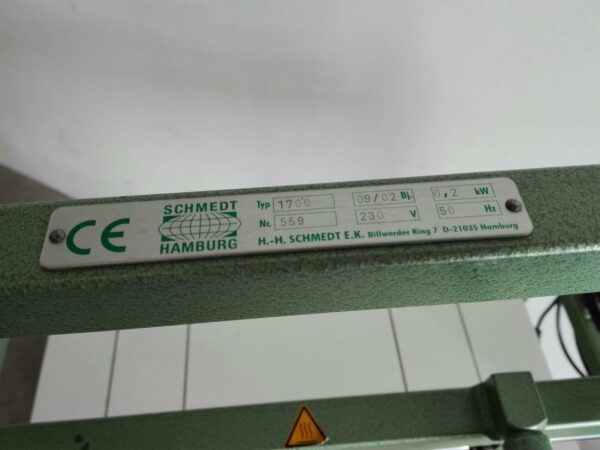 CE
SCHMEDT
HAMBURG
Typ 1700 09/02 Bj. 0,2 kW
Nr. 559 230 V 50 Hz
H.-H. SCHMEDT E.K. Billwerder Ring 7 D-21035 Hamburg